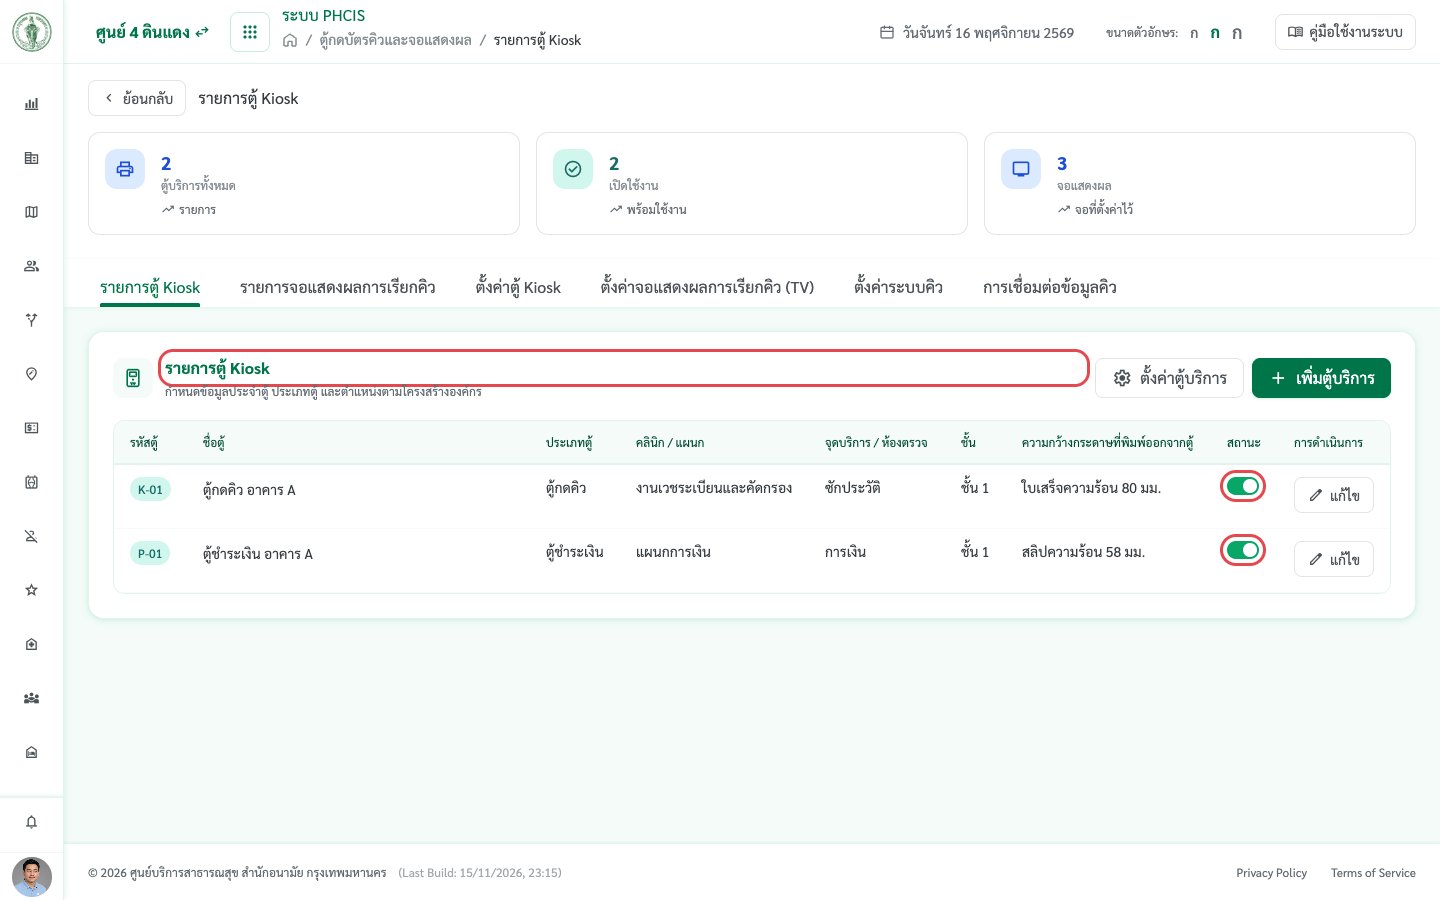 ศูนย์ 4 ดินแดง
ระบบ PHCIS
/ ตู้กดบัตรคิวและจอแสดงผล / รายการตู้ Kiosk
วันจันทร์ 16 พฤศจิกายน 2569
ขนาดตัวอักษร: ก ก ก
คู่มือใช้งานระบบ
ย้อนกลับ
รายการตู้ Kiosk
2
ตู้บริการทั้งหมด
รายการ
2
เปิดใช้งาน
พร้อมใช้งาน
3
จอแสดงผล
จอที่ตั้งค่าไว้
รายการตู้ Kiosk รายการจอแสดงผลการเรียกคิว ตั้งค่าตู้ Kiosk ตั้งค่าจอแสดงผลการเรียกคิว (TV) ตั้งค่าระบบคิว การเชื่อมต่อข้อมูลคิว
รายการตู้ Kiosk
กำหนดข้อมูลประจำตู้ ประเภทตู้ และตำแหน่งตามโครงสร้างองค์กร
ตั้งค่าตู้บริการ
เพิ่มตู้บริการ
รหัสตู้ ชื่อตู้ ประเภทตู้ คลินิก / แผนก จุดบริการ / ห้องตรวจ ชั้น ความกว้างกระดาษที่พิมพ์ออกจากตู้ สถานะ การดำเนินการ
K-01 ตู้กดคิว อาคาร A ตู้กดคิว งานเวชระเบียนและคัดกรอง ซักประวัติ ชั้น 1 ใบเสร็จความร้อน 80 มม. แก้ไข
P-01 ตู้ชำระเงิน อาคาร A ตู้ชำระเงิน แผนกการเงิน การเงิน ชั้น 1 สลิปความร้อน 58 มม. แก้ไข
© 2026 ศูนย์บริการสาธารณสุข สำนักอนามัย กรุงเทพมหานคร (Last Build: 15/11/2026, 23:15)
Privacy Policy Terms of Service